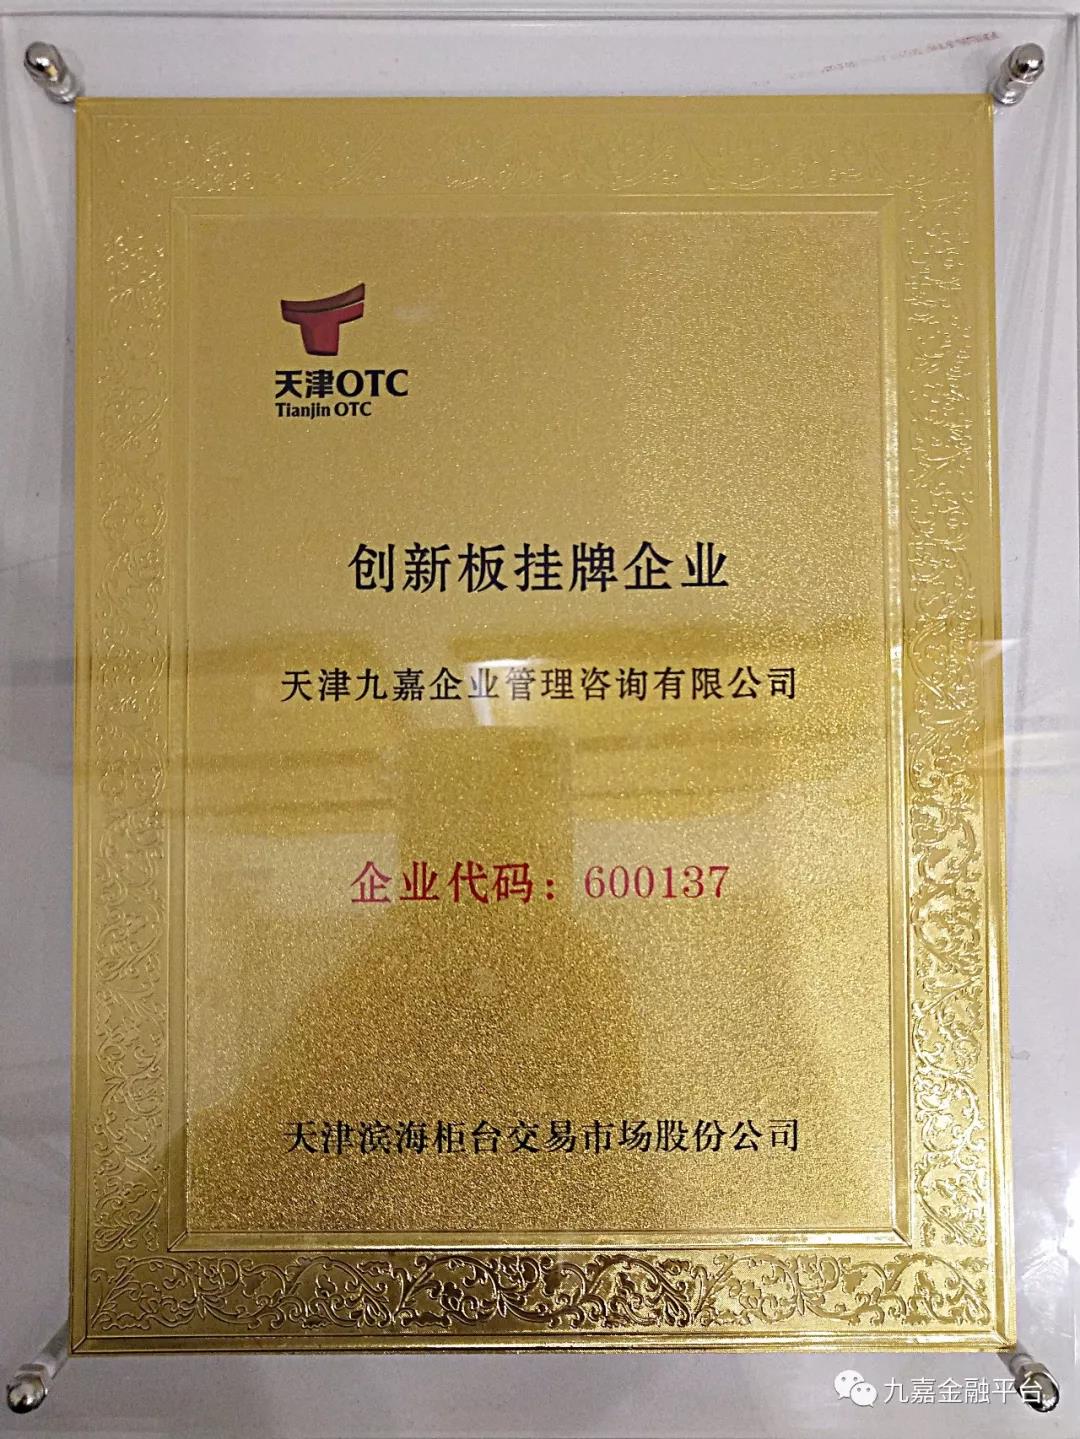 天津OTC
Tianjin OTC
创新板挂牌企业
天津九嘉企业管理咨询有限公司
企业代码：600137
天津滨海柜台交易市场股份公司
九嘉金融平台